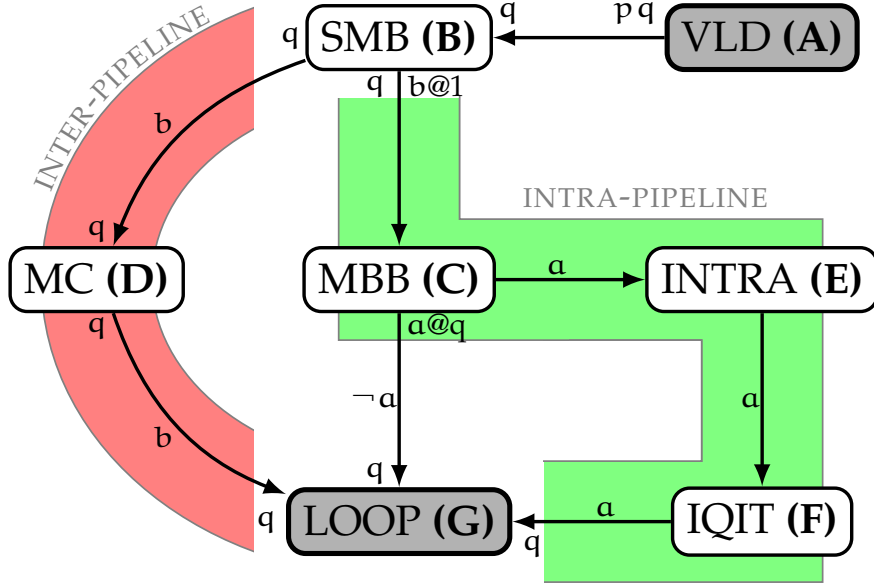 q
SMB (B)
q
p q
VLD (A)
INTER-PIPELINE
q
b@1
b
INTRA-PIPELINE
q
MC (D)
MBB (C)
a
INTRA (E)
q
a@q
¬ a
a
b
q
q
LOOP (G)
a
q
IQIT (F)